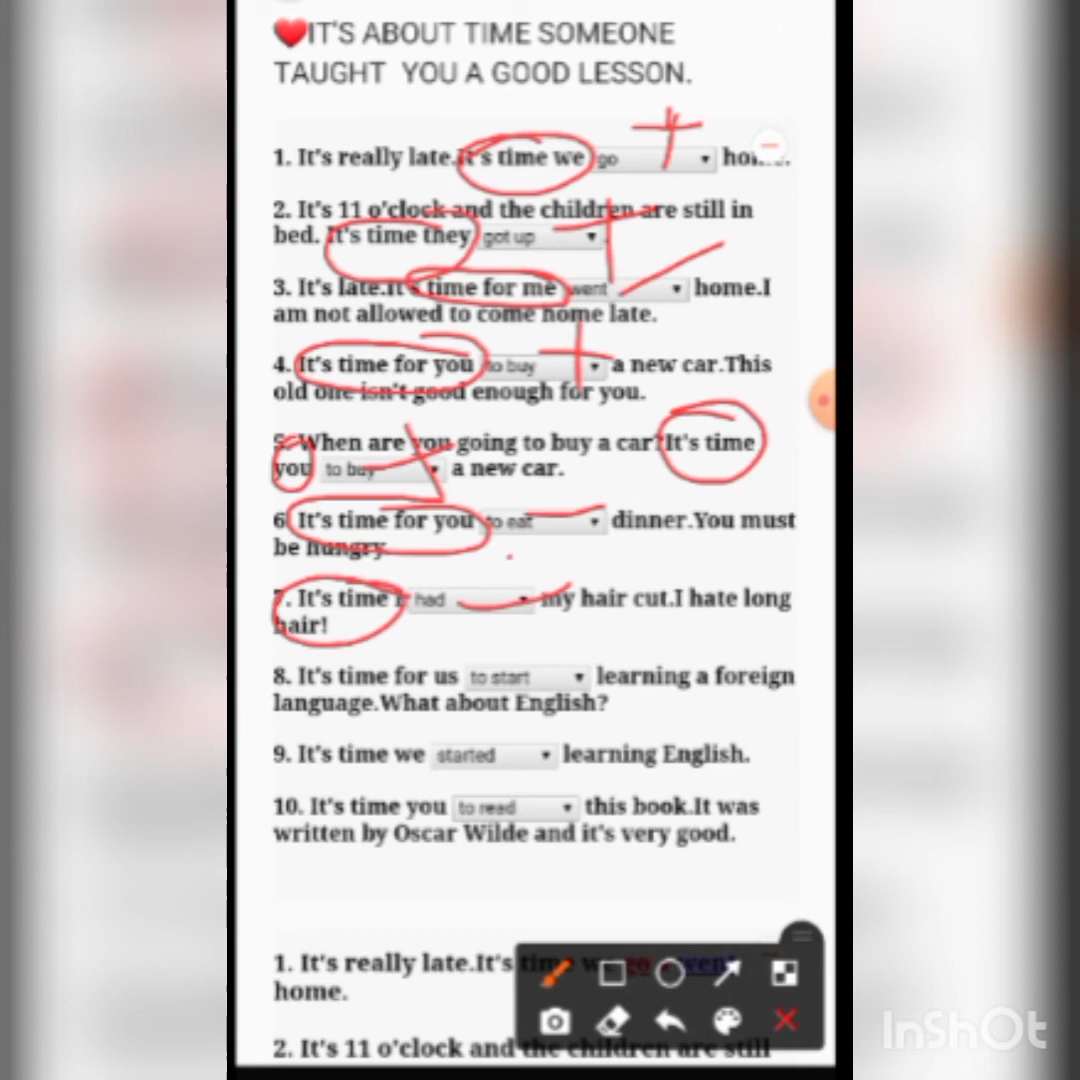 IT'S ABOUT TIME SOMEONE
TAUGHT YOU A GOOD LESSON.
1. It's really late.It's time we go
2. It's 11 o'clock and the children are still in
bed. It's time they got up
3. It's late.It's time for me went home.I
am not allowed to come home late.
4. It's time for you to buy a new car.This
old one isn't good enough for you.
5. When are you going to buy a car?It's time
you to buy a new car.
6. It's time for you to eat dinner.You must
be hungry
7. It's time I had my hair cut.I hate long
hair!
8. It's time for us to start learning a foreign
language.What about English?
9. It's time we started learning English.
10. It's time you to read this book.It was
written by Oscar Wilde and it's very good.
1. It's really late.It's time we go went
home.
2. It's 11 o'clock and the children are still
InShOt